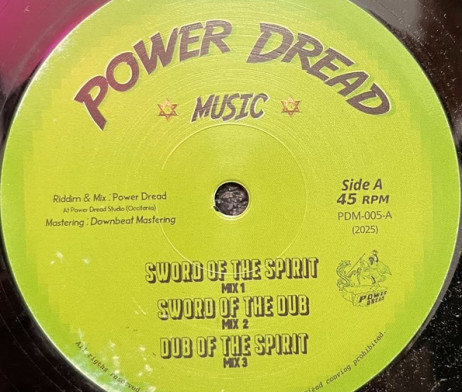 POWER DREAD
MUSIC
Riddim & Mix : Power Dread
At Power Dread Studio (Occitania)
Mastering : Downbeat Mastering
Side A
45 RPM
PDM-005-A
(2025)
SWORD OF THE SPIRIT
MIX 1
SWORD OF THE DUB
MIX 2
DUB OF THE SPIRIT
MIX 3
POWER
DREAD
All rigths reserved
copying prohibited.